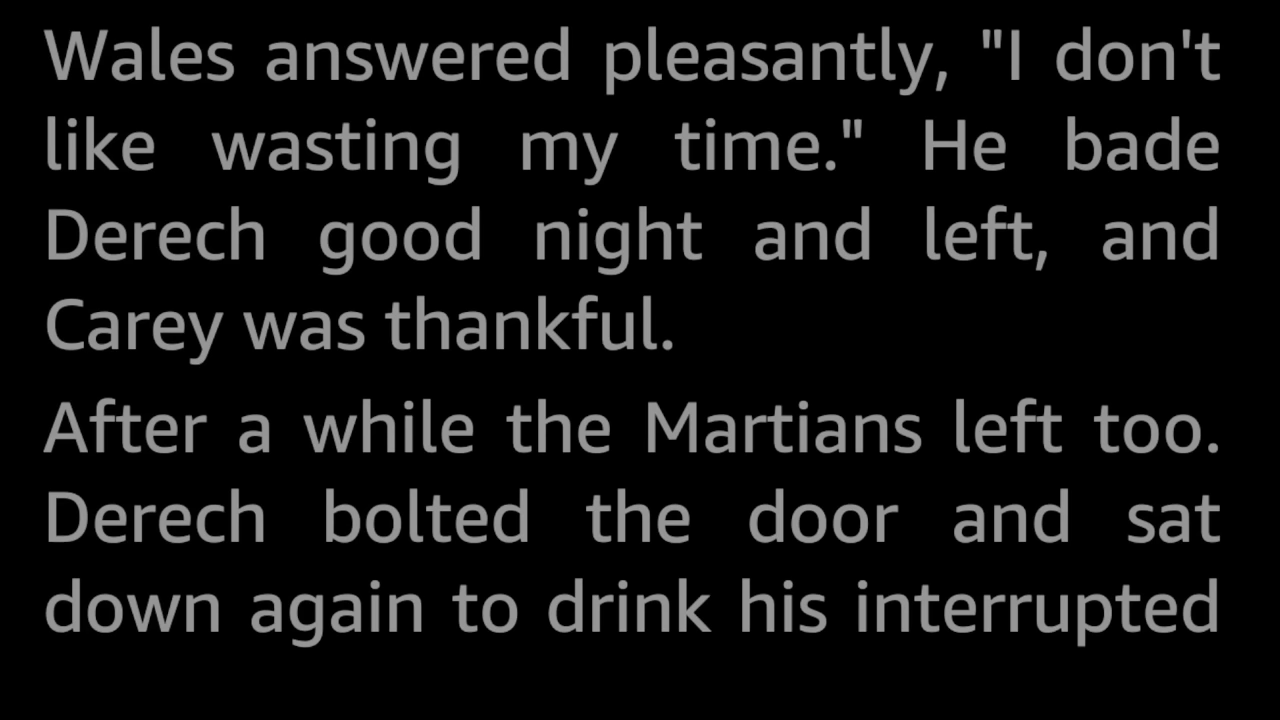 Wales answered pleasantly, "I don't
like wasting my time." He bade
Derech good night and left, and
Carey was thankful.
After a while the Martians left too.
Derech bolted the door and sat
down again to drink his interrupted